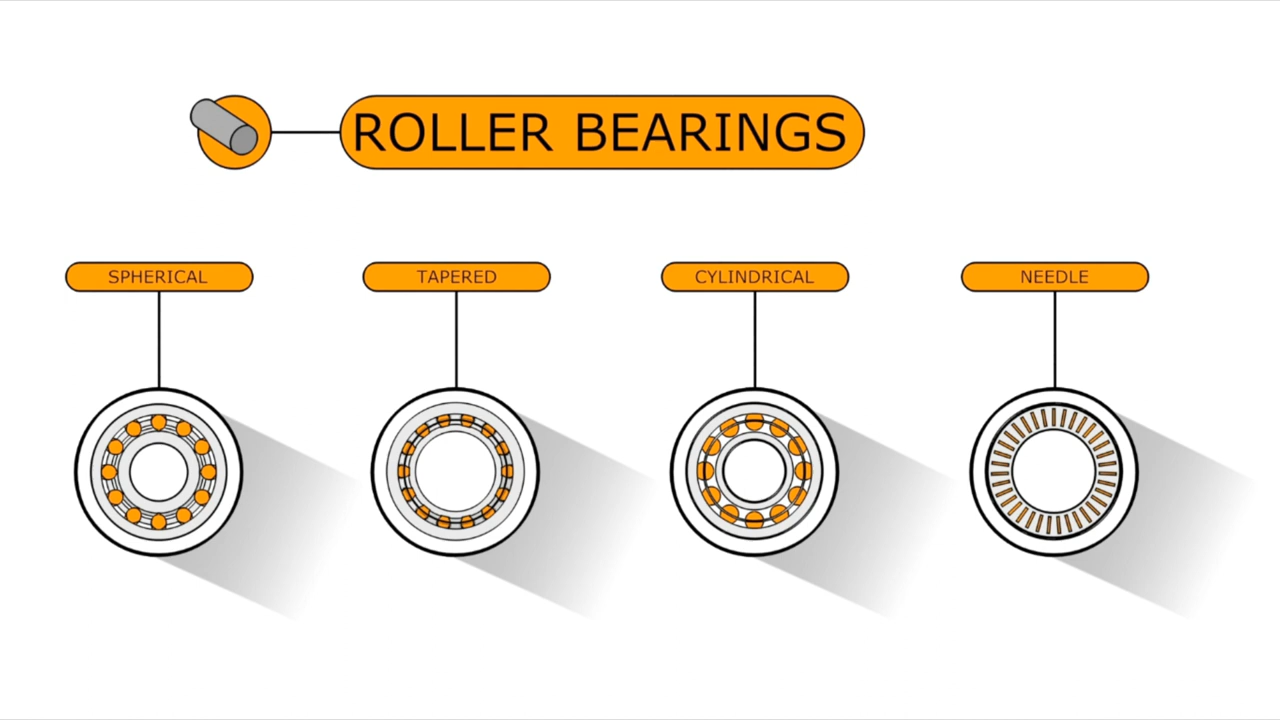 ROLLER BEARINGS
SPHERICAL
TAPERED
CYLINDRICAL
NEEDLE